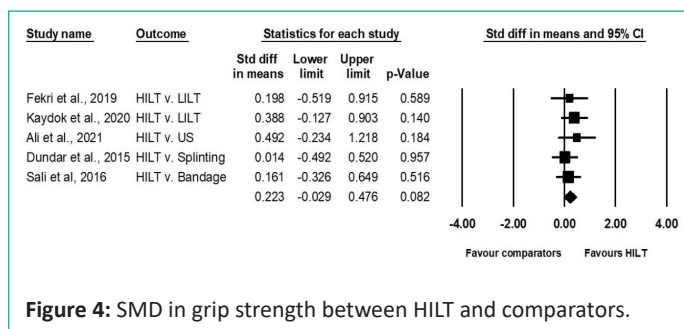 Study name Outcome Statistics for each study Std diff in means and 95% CI
Std diff in means Lower limit Upper limit p-Value
Fekri et al., 2019 HILT v. LILT 0.198 -0.519 0.915 0.589
Kaydok et al., 2020 HILT v. LILT 0.388 -0.127 0.903 0.140
Ali et al., 2021 HILT v. US 0.492 -0.234 1.218 0.184
Dundar et al., 2015 HILT v. Splinting 0.014 -0.492 0.520 0.957
Sali et al, 2016 HILT v. Bandage 0.161 -0.326 0.649 0.516
0.223 -0.029 0.476 0.082
-4.00 -2.00 0.00 2.00 4.00
Favour comparators Favours HILT
Figure 4: SMD in grip strength between HILT and comparators.